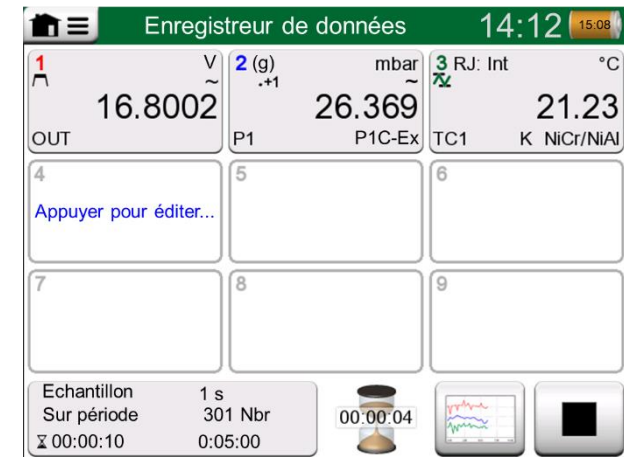 Enregistreur de données 14:12 15:08
1 V
~
16.8002
OUT
2 (g) mbar
.+1 ~
26.369
P1 P1C-Ex
3 RJ: Int °C
21.23
TC1 K NiCr/NiAl
4
Appuyer pour éditer...
5
6
7
8
9
Echantillon 1 s
Sur période 301 Nbr
00:00:10 0:05:00
00:00:04